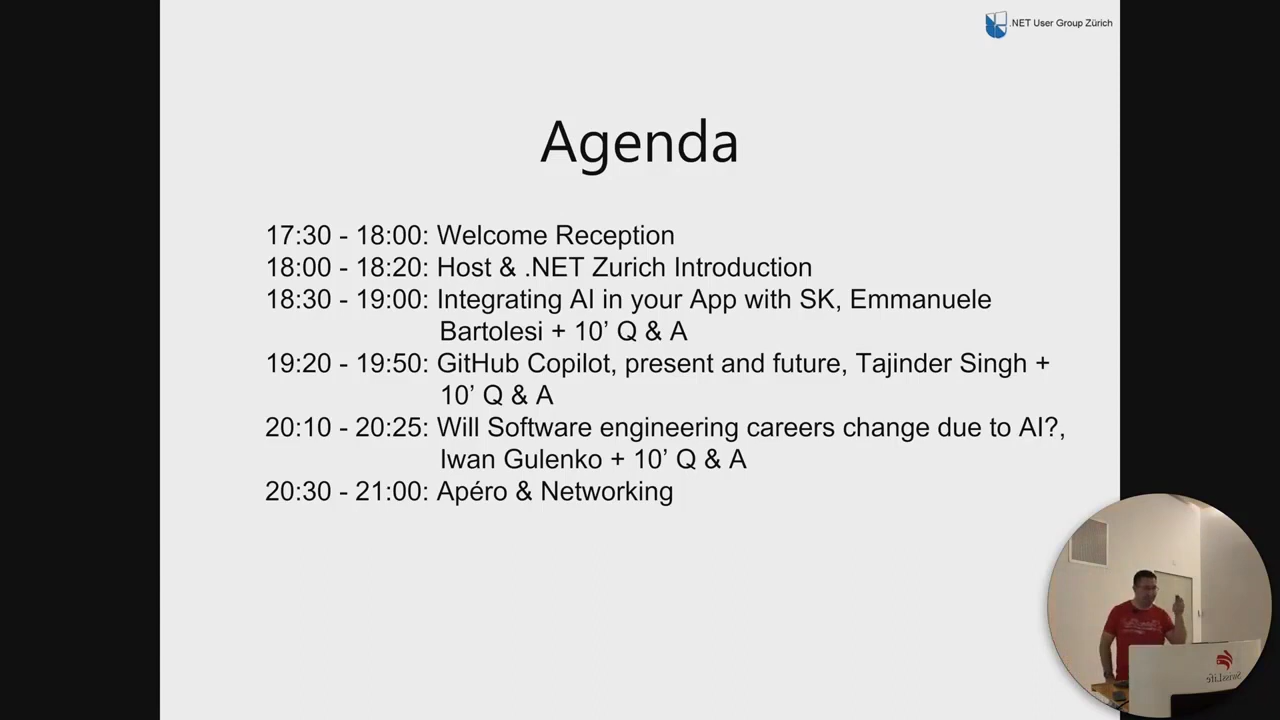 .NET User Group Zürich
Agenda
17:30 - 18:00: Welcome Reception
18:00 - 18:20: Host & .NET Zurich Introduction
18:30 - 19:00: Integrating AI in your App with SK, Emmanuele
Bartolesi + 10’ Q & A
19:20 - 19:50: GitHub Copilot, present and future, Tajinder Singh +
10’ Q & A
20:10 - 20:25: Will Software engineering careers change due to AI?,
Iwan Gulenko + 10’ Q & A
20:30 - 21:00: Apéro & Networking
SwissLife